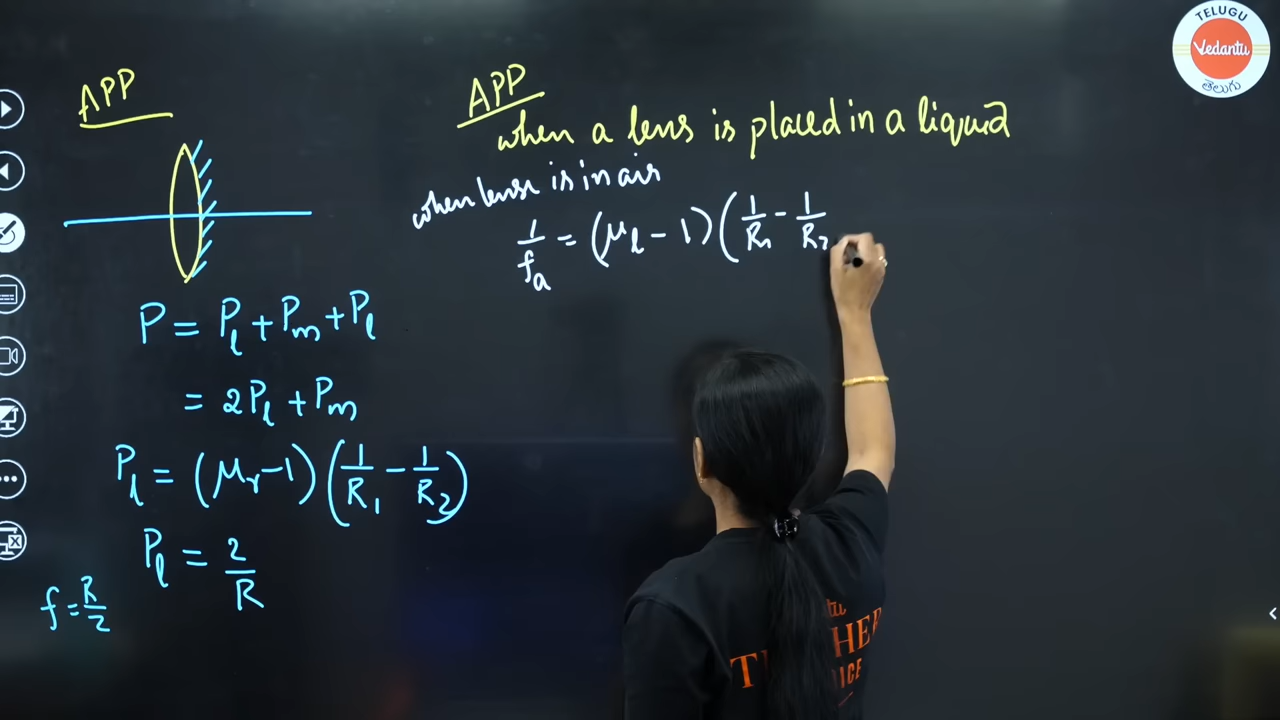 APP
P = Pl + Pm + Pl
= 2Pl + Pm
Pl = (μr - 1) (1/R1 - 1/R2)
Pl = 2/R
f = R/2
APP
when a lens is placed in a liquid
when lense is in air
1/fa = (μl - 1) (1/R1 - 1/R2
TELUGU
Vedantu
తెలుగు